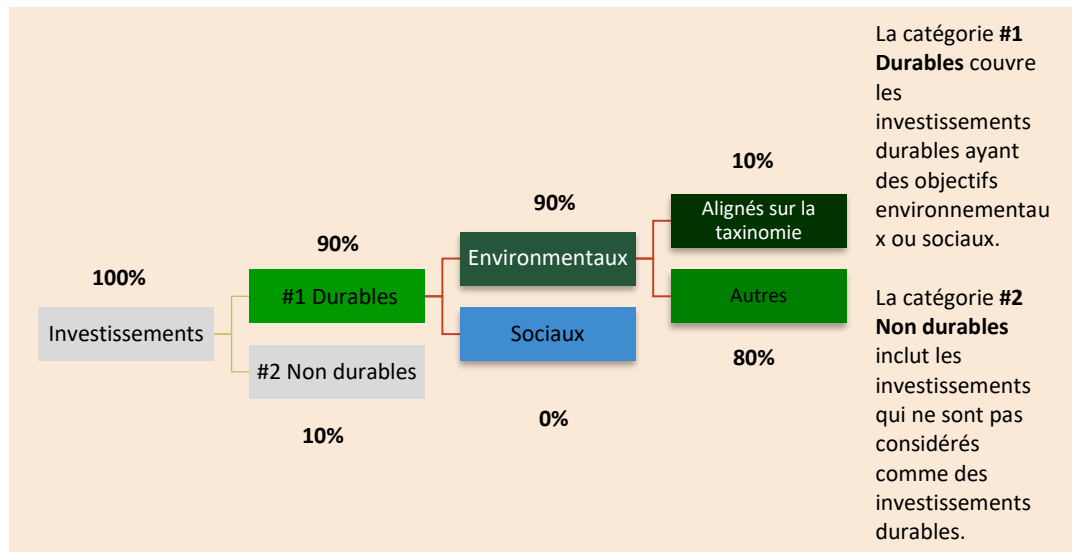 100%
Investissements
90%
#1 Durables
#2 Non durables
10%
90%
Environmentaux
Sociaux
0%
10%
Alignés sur la
taxinomie
Autres
80%
La catégorie #1
Durables couvre
les
investissements
durables ayant
des objectifs
environnementau
x ou sociaux.
La catégorie #2
Non durables
inclut les
investissements
qui ne sont pas
considérés
comme des
investissements
durables.